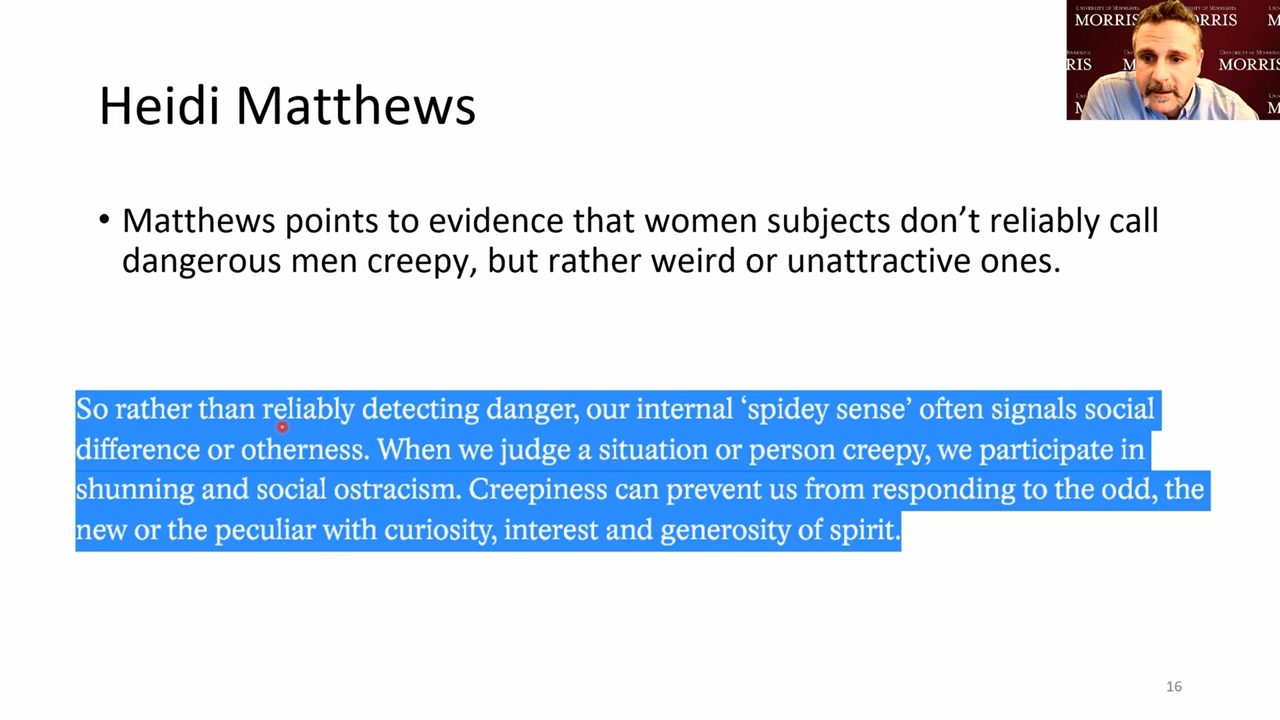 UNIVERSITY OF MINNESOTA
MORRIS
MORRIS
RIS
MORRIS
Heidi Matthews
• Matthews points to evidence that women subjects don’t reliably call
dangerous men creepy, but rather weird or unattractive ones.
So rather than reliably detecting danger, our internal ‘spidey sense’ often signals social
difference or otherness. When we judge a situation or person creepy, we participate in
shunning and social ostracism. Creepiness can prevent us from responding to the odd, the
new or the peculiar with curiosity, interest and generosity of spirit.
16